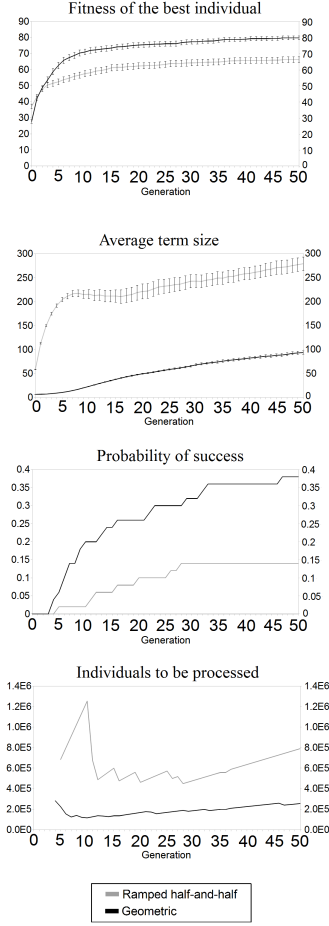 Fitness of the best individual
90 90
80 80
70 70
60 60
50 50
40 40
30 30
20 20
10 10
0 0
0 5 10 15 20 25 30 35 40 45 50
Generation
Average term size
300 300
250 250
200 200
150 150
100 100
50 50
0 0
0 5 10 15 20 25 30 35 40 45 50
Generation
Probability of success
0.4 0.4
0.35 0.35
0.3 0.3
0.25 0.25
0.2 0.2
0.15 0.15
0.1 0.1
0.05 0.05
0 0
0 5 10 15 20 25 30 35 40 45 50
Generation
Individuals to be processed
1.4E6 1.4E6
1.2E6 1.2E6
1.0E6 1.0E6
8.0E5 8.0E5
6.0E5 6.0E5
4.0E5 4.0E5
2.0E5 2.0E5
0.0E0 0.0E0
0 5 10 15 20 25 30 35 40 45 50
Generation
Ramped half-and-half
Geometric